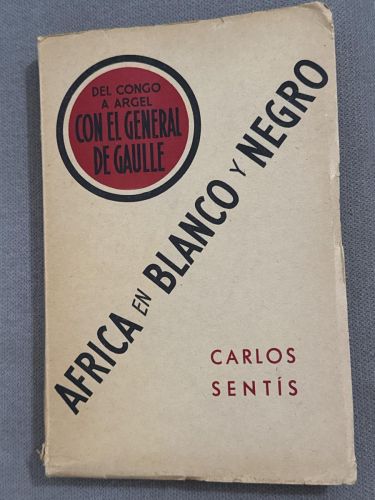 DEL CONGO
A ARGEL
CON EL GENERAL
DE GAULLE
AFRICA EN BLANCO Y NEGRO
CARLOS
SENTÍS